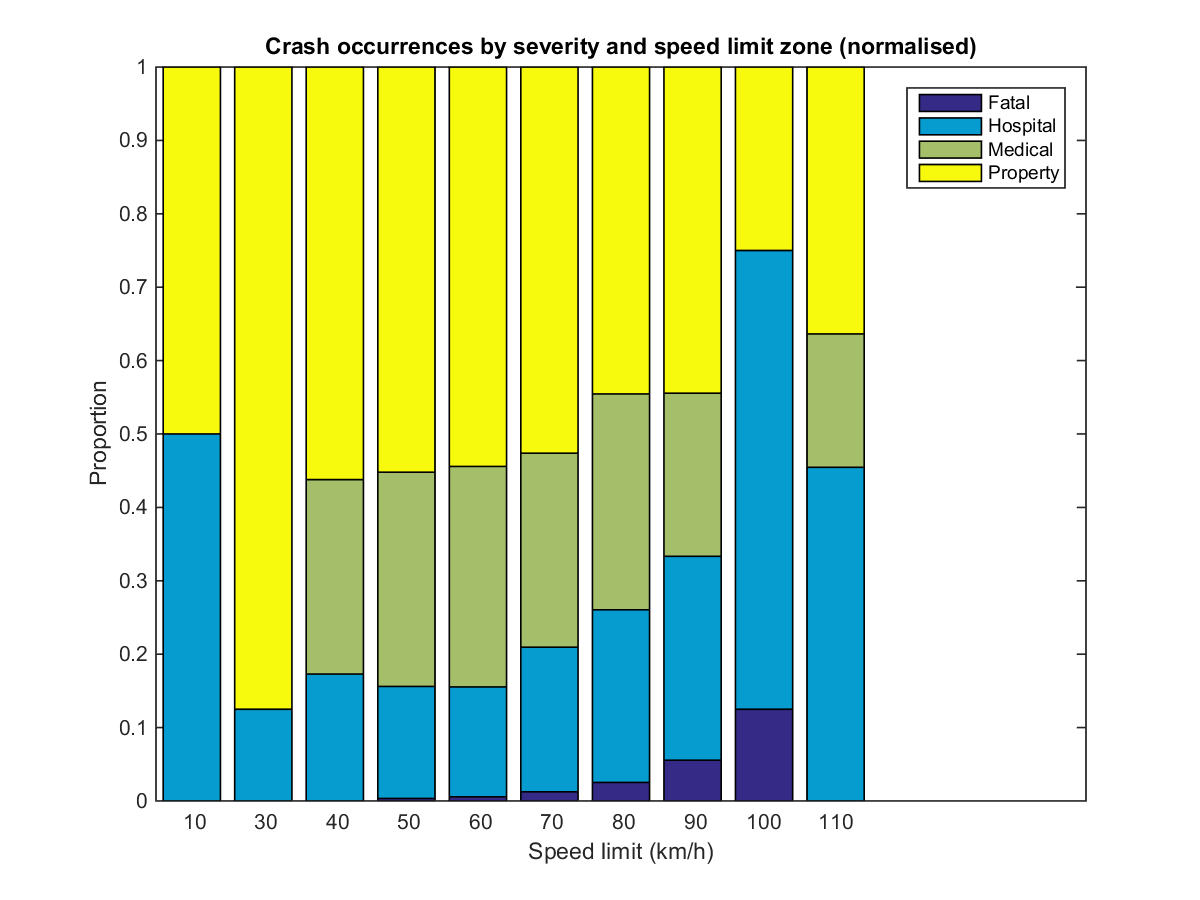 Crash occurrences by severity and speed limit zone (normalised)
1
0.9
0.8
0.7
0.6
0.5
0.4
0.3
0.2
0.1
0
Proportion
Fatal
Hospital
Medical
Property
10 30 40 50 60 70 80 90 100 110
Speed limit (km/h)